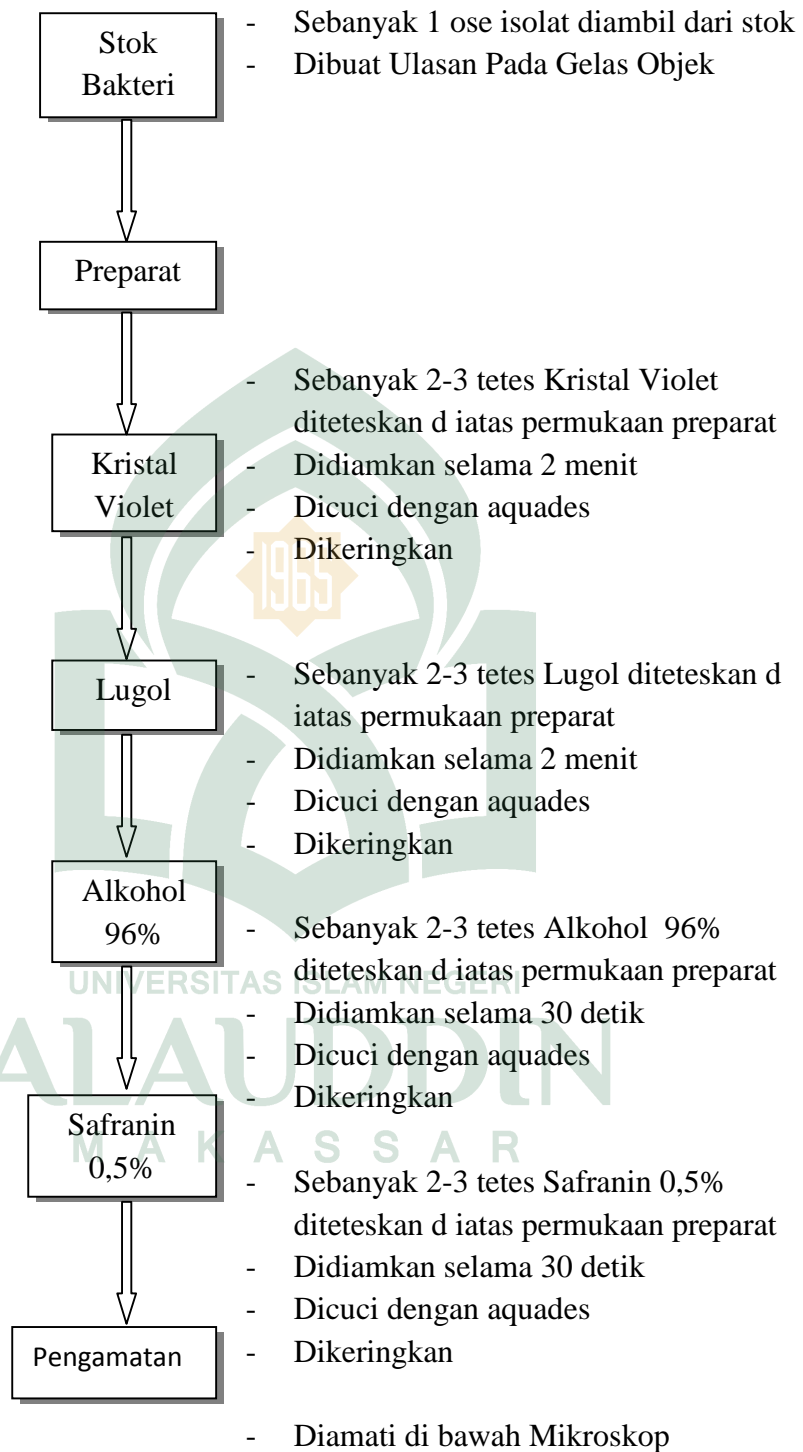 Stok
Bakteri
- Sebanyak 1 ose isolat diambil dari stok
- Dibuat Ulasan Pada Gelas Objek
Preparat
Kristal
Violet
- Sebanyak 2-3 tetes Kristal Violet
diteteskan d iatas permukaan preparat
- Didiamkan selama 2 menit
- Dicuci dengan aquades
- Dikeringkan
1965
Lugol
- Sebanyak 2-3 tetes Lugol diteteskan d
iatas permukaan preparat
- Didiamkan selama 2 menit
- Dicuci dengan aquades
- Dikeringkan
Alkohol
96%
- Sebanyak 2-3 tetes Alkohol 96%
diteteskan d iatas permukaan preparat
- Didiamkan selama 30 detik
- Dicuci dengan aquades
- Dikeringkan
UNIVERSITAS ISLAM NEGERI
ALAUDDIN
MAKASSAR
Safranin
0,5%
- Sebanyak 2-3 tetes Safranin 0,5%
diteteskan d iatas permukaan preparat
- Didiamkan selama 30 detik
- Dicuci dengan aquades
- Dikeringkan
Pengamatan
- Diamati di bawah Mikroskop